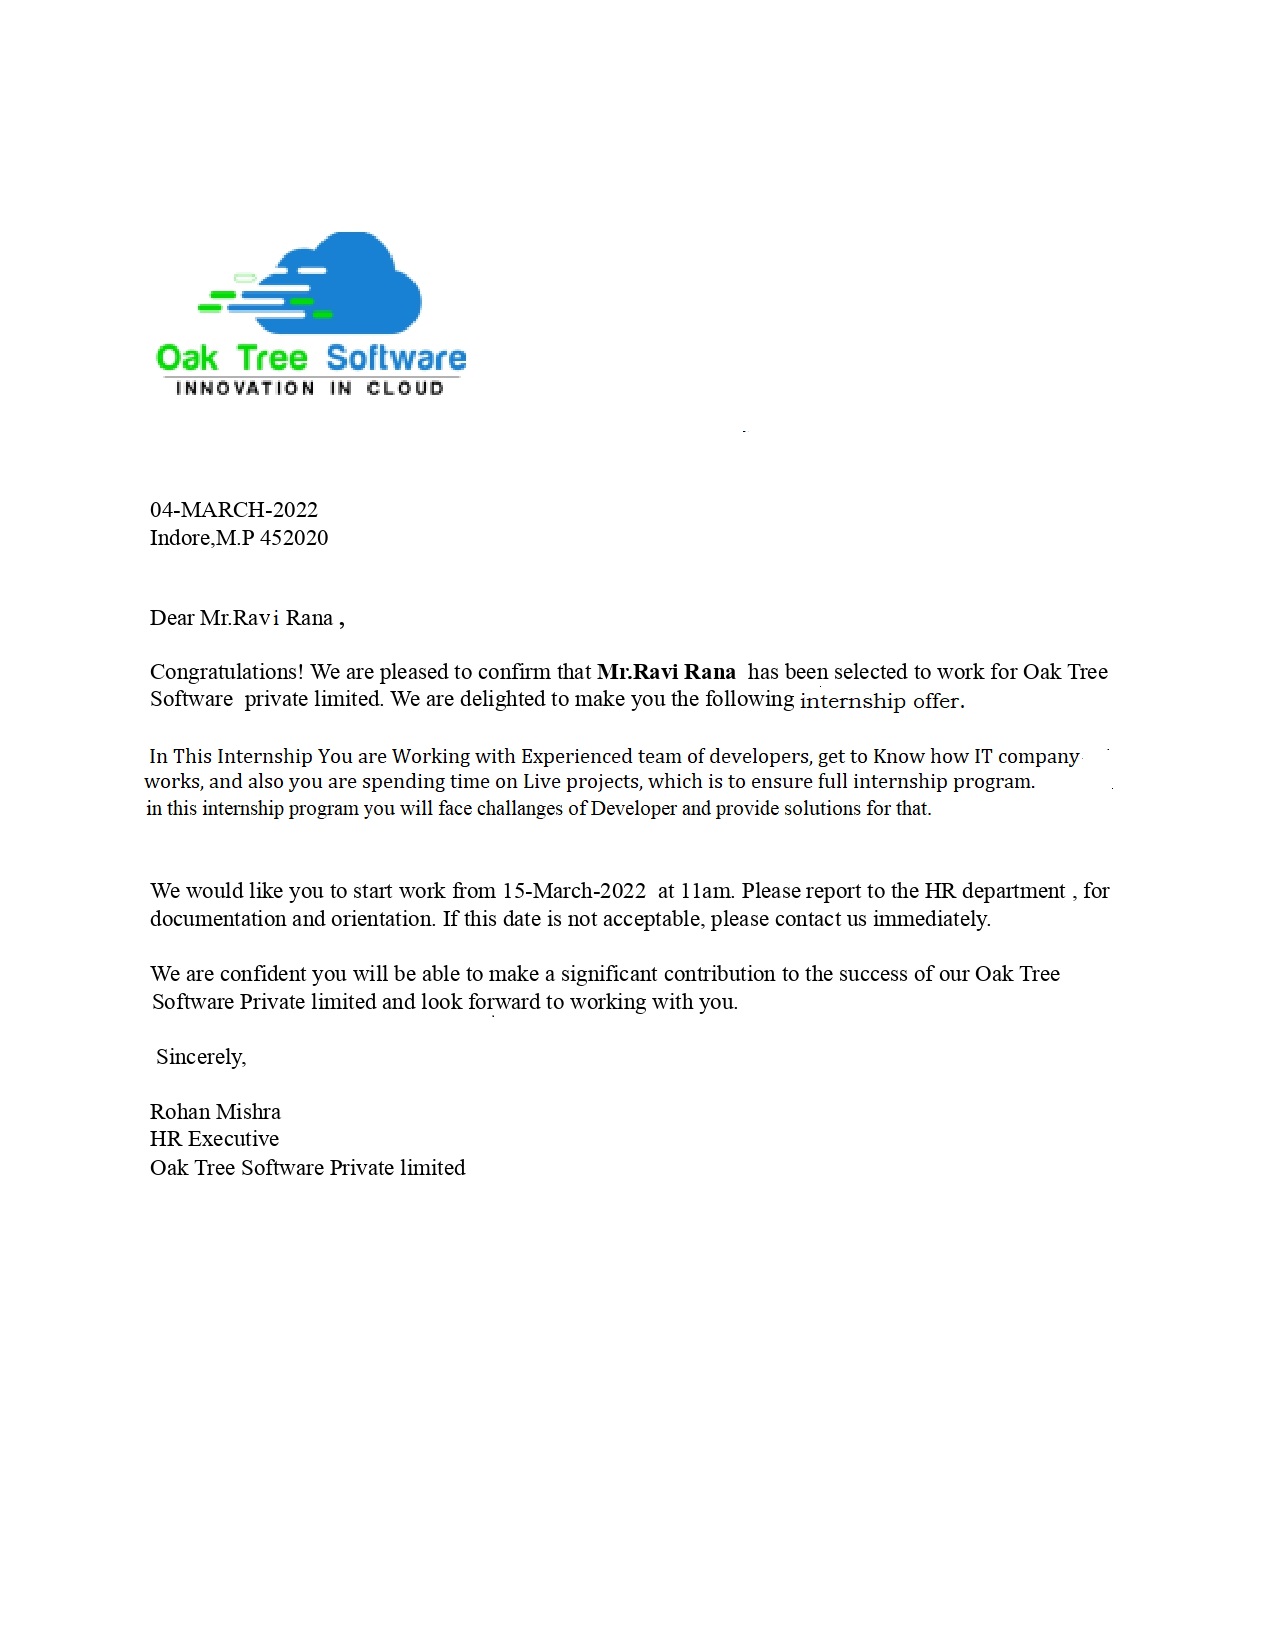 Oak Tree Software
INNOVATION IN CLOUD
04-MARCH-2022
Indore,M.P 452020
Dear Mr.Ravi Rana ,
Congratulations! We are pleased to confirm that Mr.Ravi Rana has been selected to work for Oak Tree
Software private limited. We are delighted to make you the following internship offer.
In This Internship You are Working with Experienced team of developers, get to Know how IT company
works, and also you are spending time on Live projects, which is to ensure full internship program.
in this internship program you will face challanges of Developer and provide solutions for that.
We would like you to start work from 15-March-2022 at 11am. Please report to the HR department , for
documentation and orientation. If this date is not acceptable, please contact us immediately.
We are confident you will be able to make a significant contribution to the success of our Oak Tree
Software Private limited and look forward to working with you.
Sincerely,
Rohan Mishra
HR Executive
Oak Tree Software Private limited